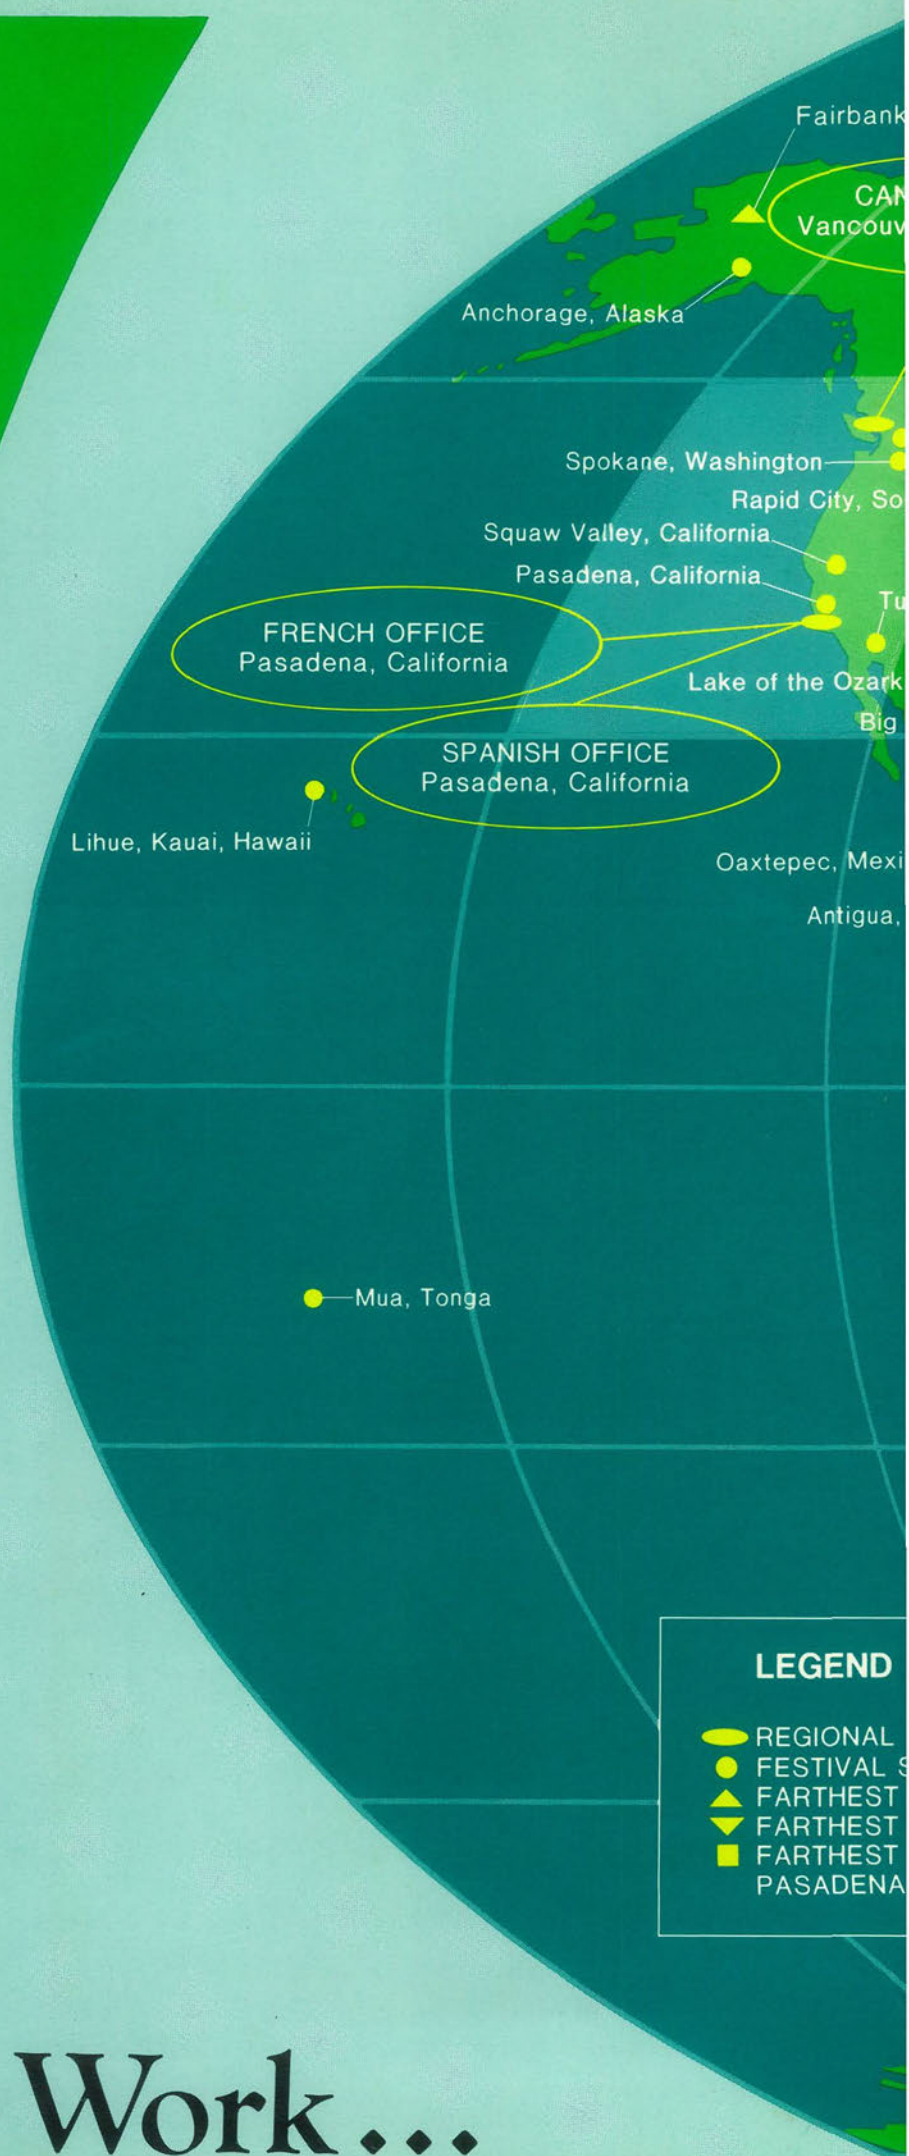 Fairbank
CAN
Vancouv
Anchorage, Alaska
Spokane, Washington
Rapid City, So
Squaw Valley, California
Pasadena, California
Tu
FRENCH OFFICE
Pasadena, California
Lake of the Ozark
Big
SPANISH OFFICE
Pasadena, California
Lihue, Kauai, Hawaii
Oaxtepec, Mexi
Antigua,
Mua, Tonga
LEGEND
REGIONAL
FESTIVAL S
FARTHEST
FARTHEST
FARTHEST
PASADENA
Work...